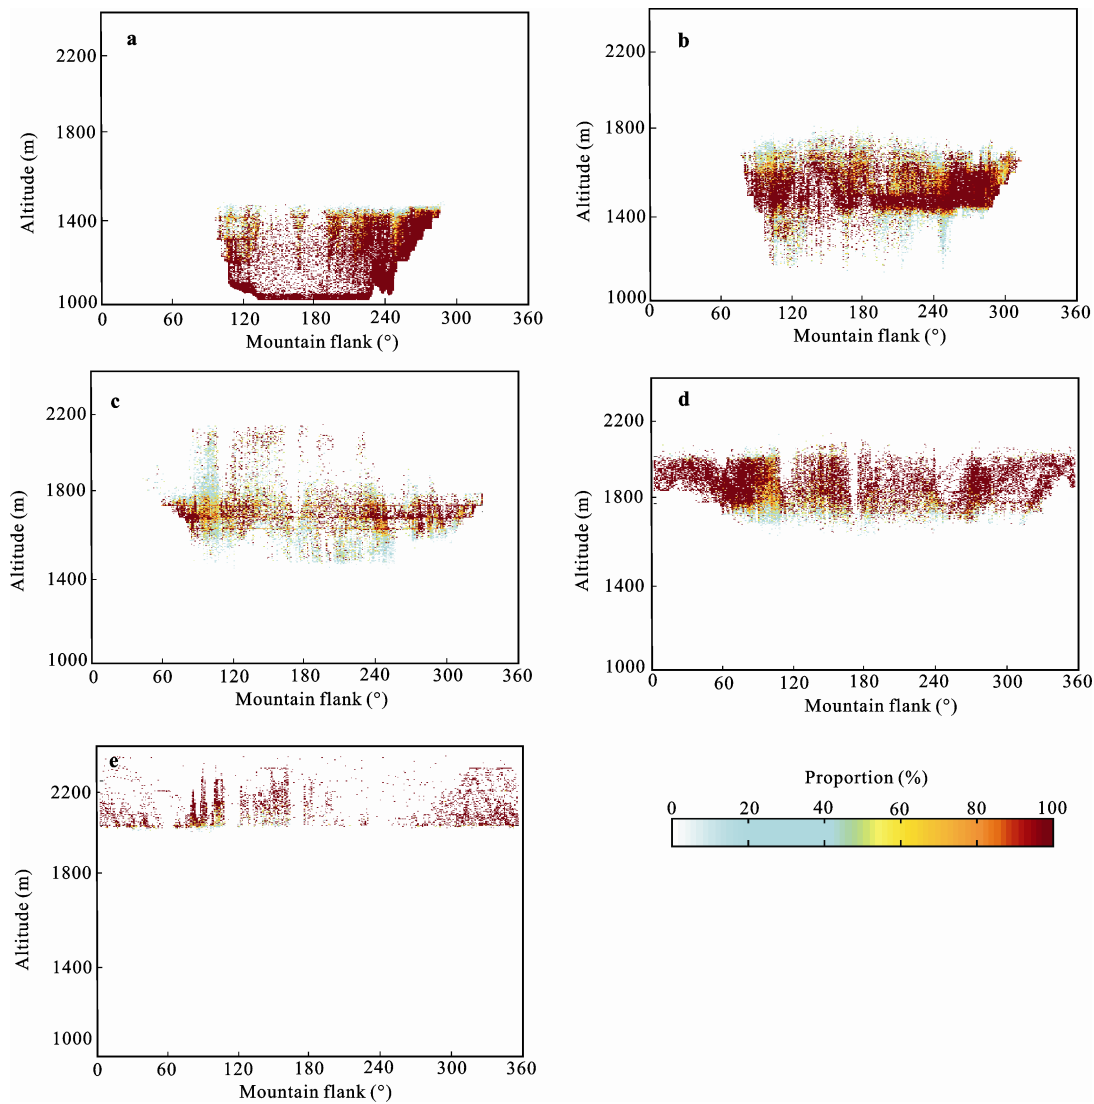 a
2200
1800
1400
1000
Altitude (m)
0 60 120 180 240 300 360
Mountain flank (°)
b
2200
1800
1400
1000
Altitude (m)
0 60 120 180 240 300 360
Mountain flank (°)
c
2200
1800
1400
1000
Altitude (m)
0 60 120 180 240 300 360
Mountain flank (°)
d
2200
1800
1400
1000
Altitude (m)
0 60 120 180 240 300 360
Mountain flank (°)
e
2200
1800
1400
1000
Altitude (m)
0 60 120 180 240 300 360
Mountain flank (°)
Proportion (%)
0 20 40 60 80 100